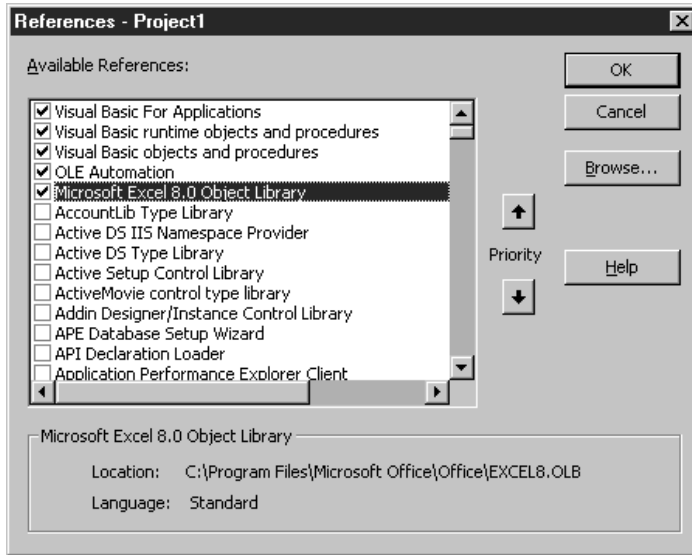 References - Project1
Available References:
Visual Basic For Applications
Visual Basic runtime objects and procedures
Visual Basic objects and procedures
OLE Automation
Microsoft Excel 8.0 Object Library
AccountLib Type Library
Active DS IIS Namespace Provider
Active DS Type Library
Active Setup Control Library
ActiveMovie control type library
Addin Designer/Instance Control Library
APE Database Setup Wizard
API Declaration Loader
Application Performance Explorer Client
Priority
OK
Cancel
Browse...
Help
Microsoft Excel 8.0 Object Library
Location: C:\Program Files\Microsoft Office\Office\EXCEL8.OLB
Language: Standard